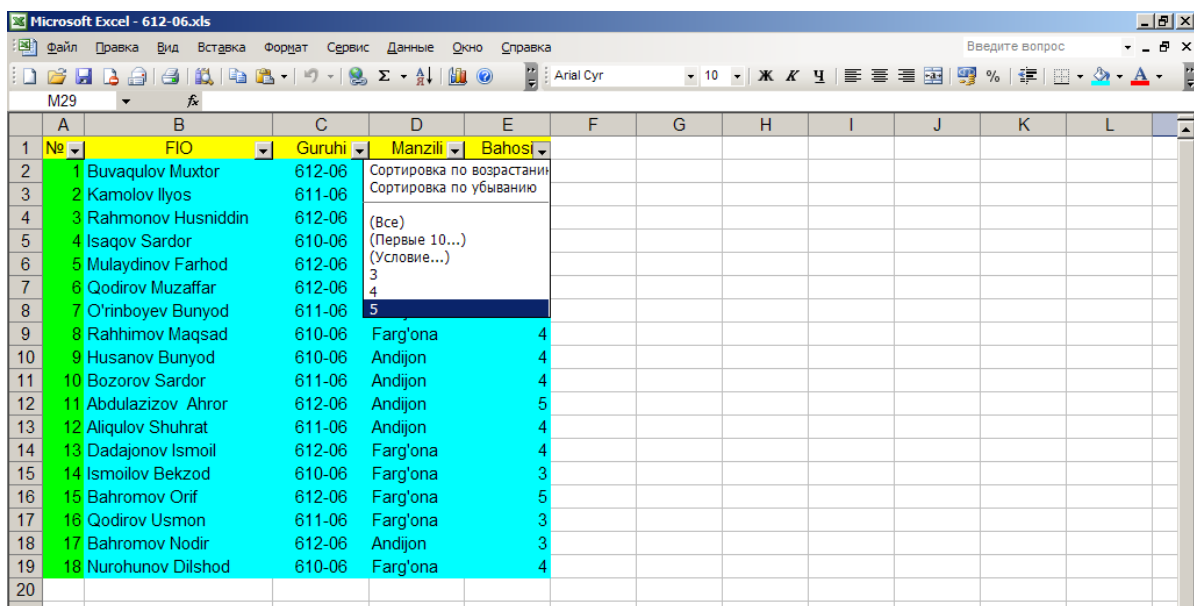 Microsoft Excel - 612-06.xls
Файл Правка Вид Вставка Формат Сервис Данные Окно Справка Введите вопрос
Arial Cyr 10 Ж К Ч %
M29 fx
A B C D E F G H I J K L
1 № FIO Guruhi Manzili Bahosi
2 1 Buvaqulov Muxtor 612-06 Сортировка по возрастани
3 2 Kamolov Ilyos 611-06 Сортировка по убыванию
4 3 Rahmonov Husniddin 612-06 (Все)
5 4 Isaqov Sardor 610-06 (Первые 10...)
6 5 Mulaydinov Farhod 612-06 (Условие...)
3
7 6 Qodirov Muzaffar 612-06 4
8 7 O'rinboyev Bunyod 611-06 5
9 8 Rahhimov Maqsad 610-06 Farg'ona 4
10 9 Husanov Bunyod 610-06 Andijon 4
11 10 Bozorov Sardor 611-06 Andijon 4
12 11 Abdulazizov Ahror 612-06 Andijon 5
13 12 Aliqulov Shuhrat 611-06 Andijon 4
14 13 Dadajonov Ismoil 612-06 Farg'ona 4
15 14 Ismoilov Bekzod 610-06 Farg'ona 3
16 15 Bahromov Orif 612-06 Farg'ona 5
17 16 Qodirov Usmon 611-06 Farg'ona 3
18 17 Bahromov Nodir 612-06 Andijon 3
19 18 Nurohunov Dilshod 610-06 Farg'ona 4
20